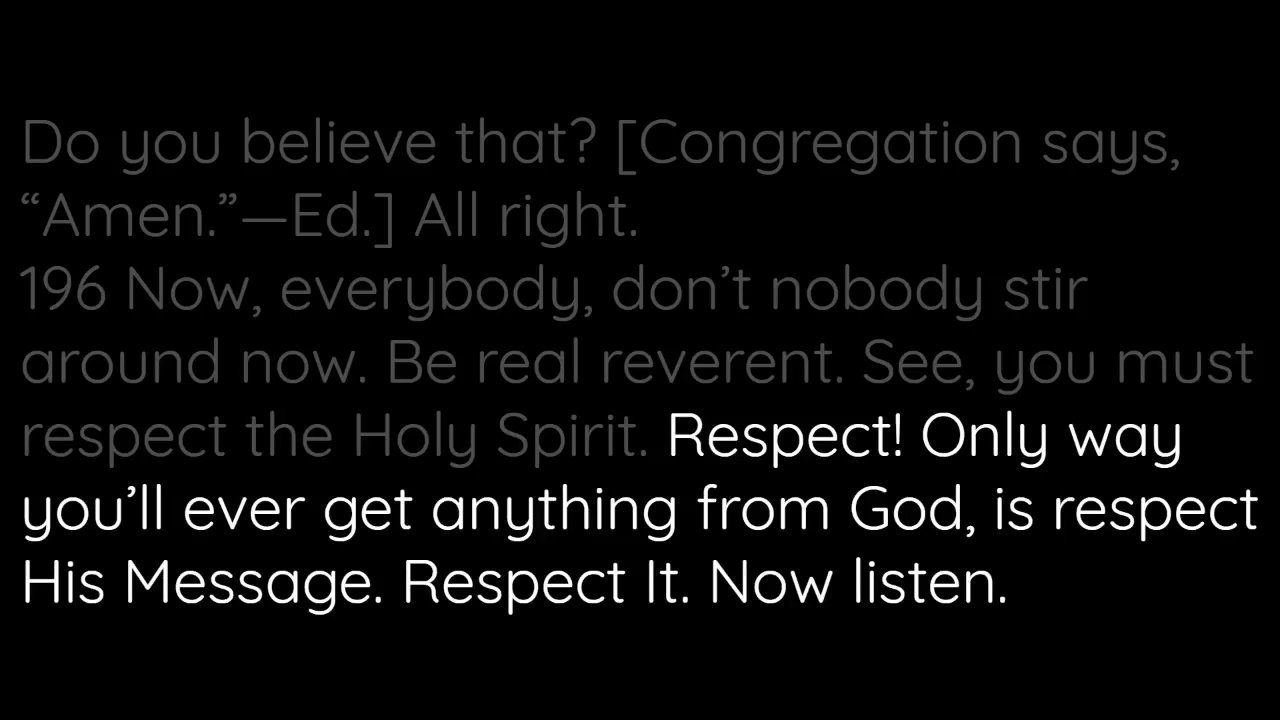 Do you believe that? [Congregation says,
“Amen.”—Ed.] All right.
196 Now, everybody, don’t nobody stir
around now. Be real reverent. See, you must
respect the Holy Spirit. Respect! Only way
you’ll ever get anything from God, is respect
His Message. Respect It. Now listen.